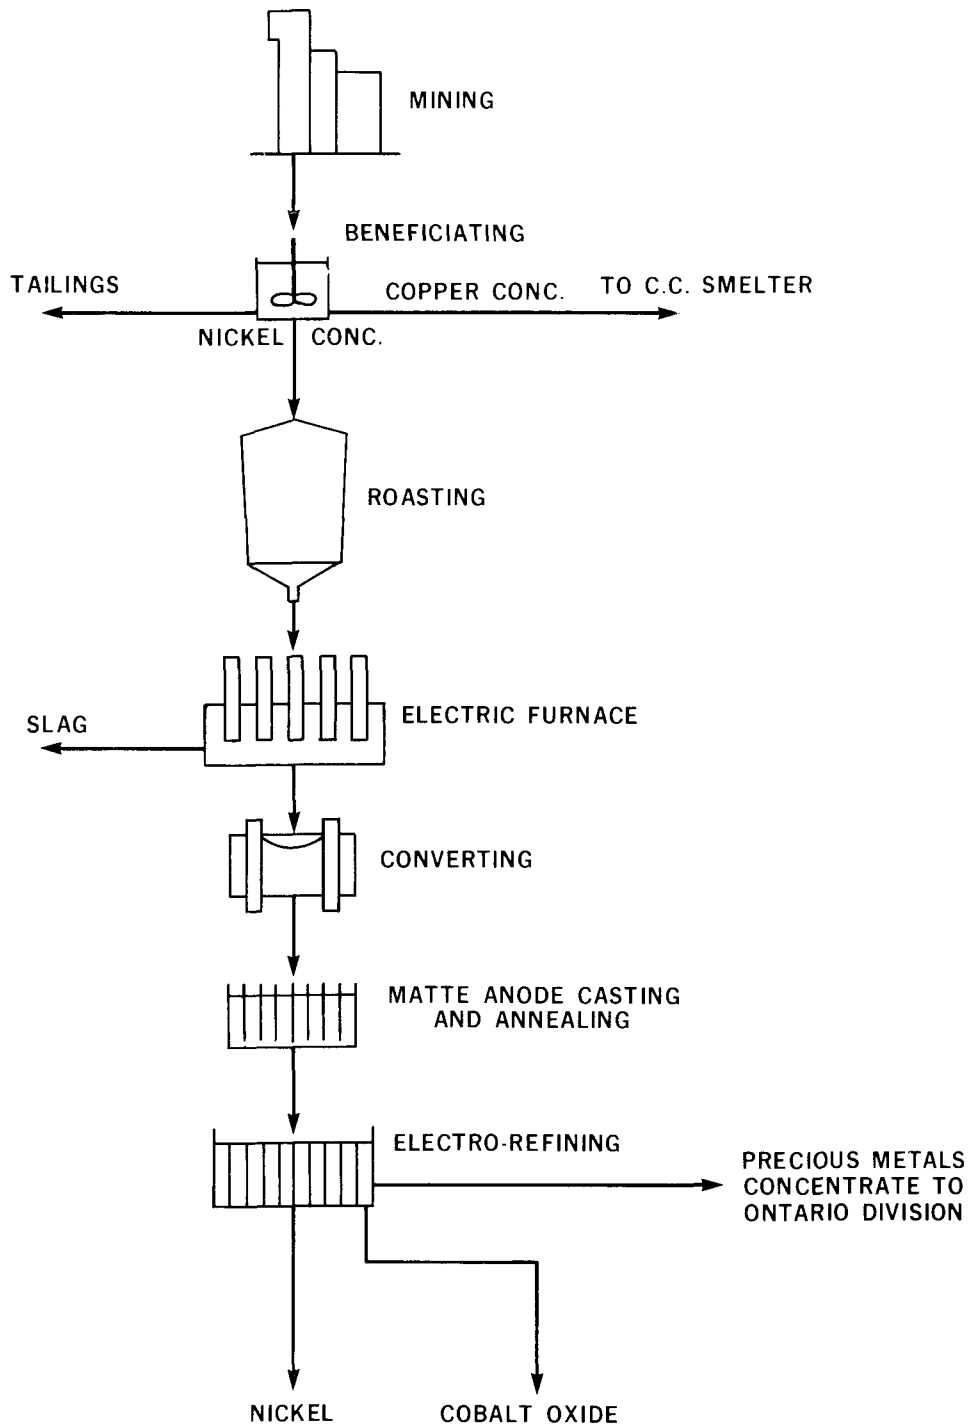 MINING
BENEFICIATING
TAILINGS
COPPER CONC.
TO C.C. SMELTER
NICKEL CONC.
ROASTING
ELECTRIC FURNACE
SLAG
CONVERTING
MATTE ANODE CASTING
AND ANNEALING
ELECTRO-REFINING
PRECIOUS METALS
CONCENTRATE TO
ONTARIO DIVISION
NICKEL
COBALT OXIDE